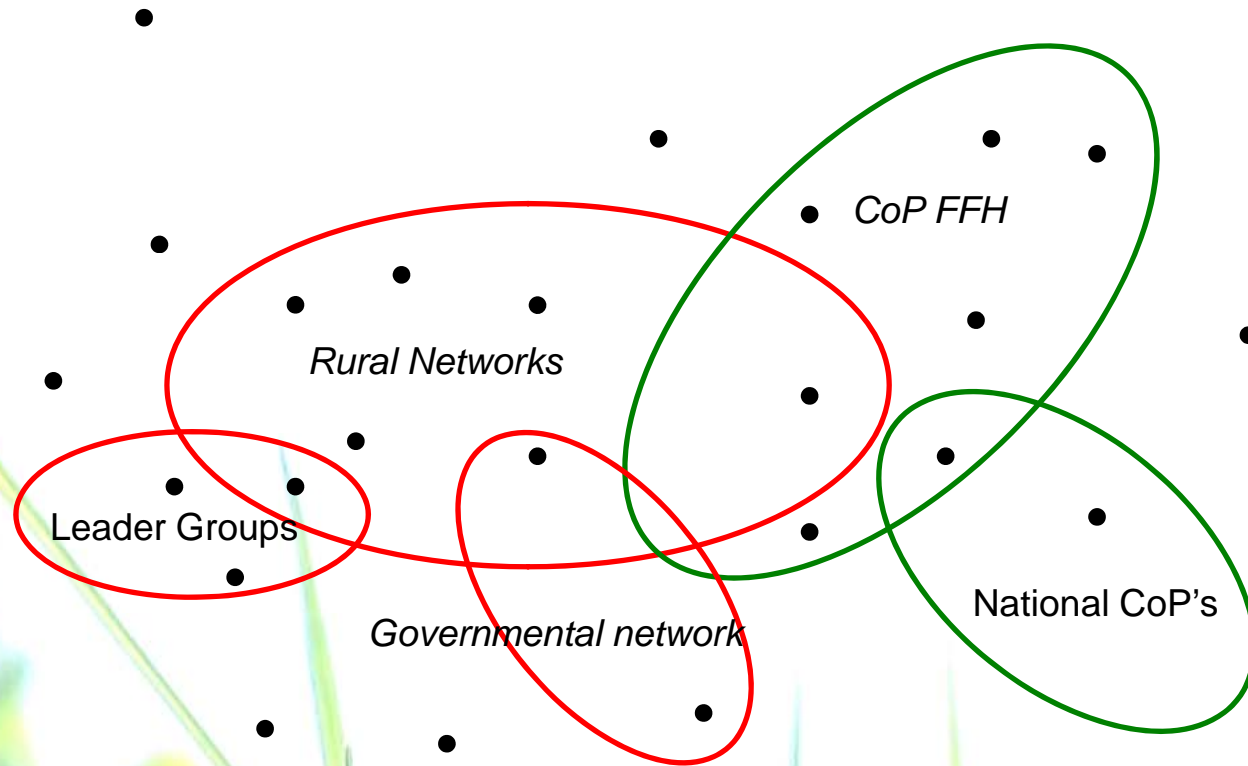 CoP FFH
Rural Networks
Leader Groups
National CoP's
Governmental network